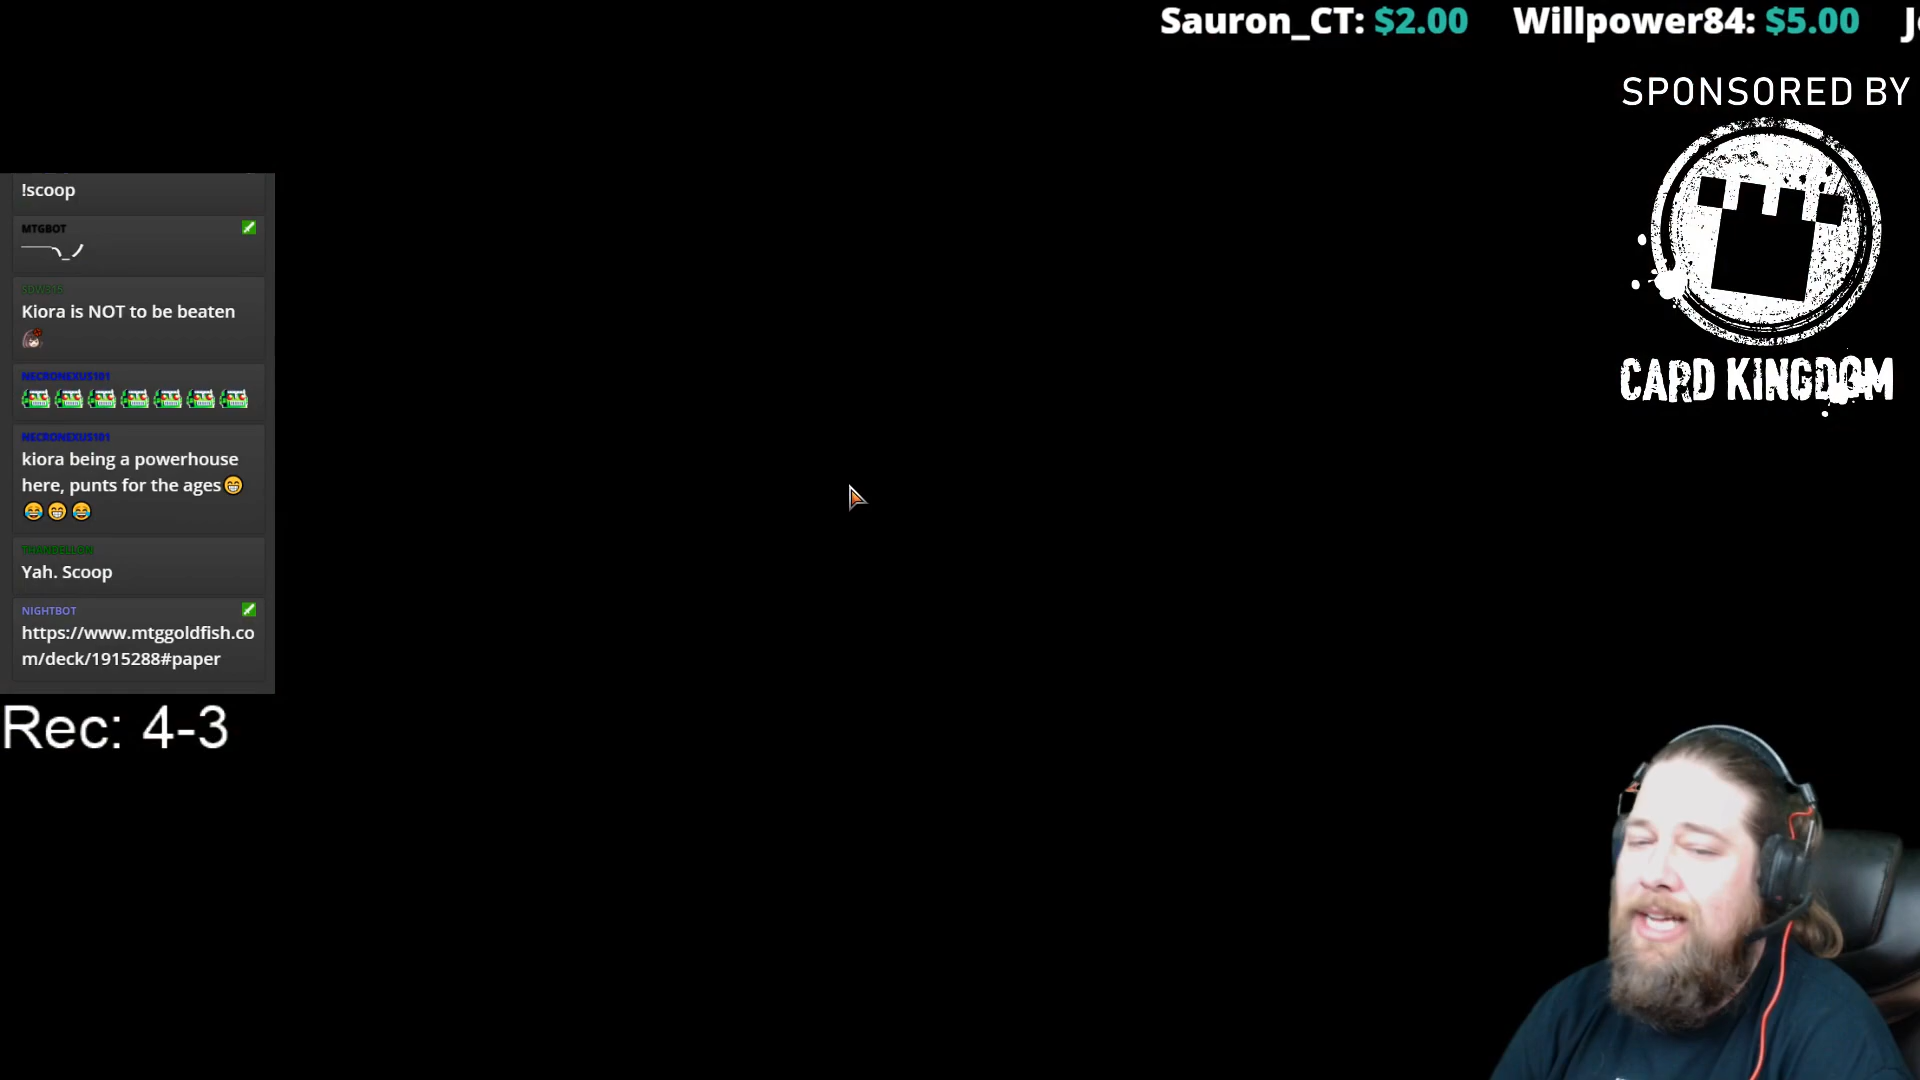 Sauron_CT: $2.00 Willpower84: $5.00
SPONSORED BY
CARD KINGDOM
!scoop
MTGBOT
Kiora is NOT to be beaten
NECRONEXUS101
NECRONEXUS101
kiora being a powerhouse
here, punts for the ages
THANDELLON
Yah. Scoop
NIGHTBOT
https://www.mtggoldfish.co
m/deck/1915288#paper
Rec: 4-3